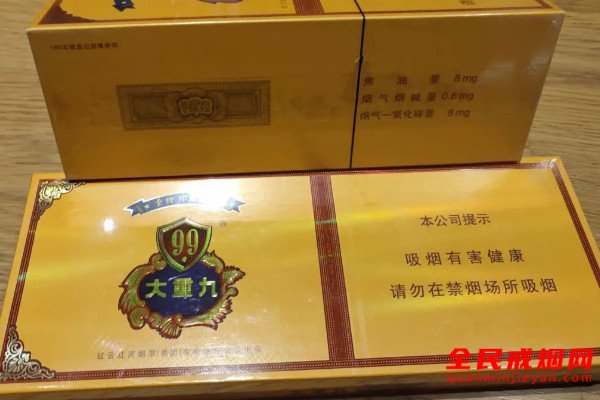 焦油量 8mg
烟气烟碱量 0.8mg
烟气一氧化碳量 8mg
99
®
大重九
本公司提示
吸烟有害健康
请勿在禁烟场所吸烟
全民戒烟网
quanminjieyan.com